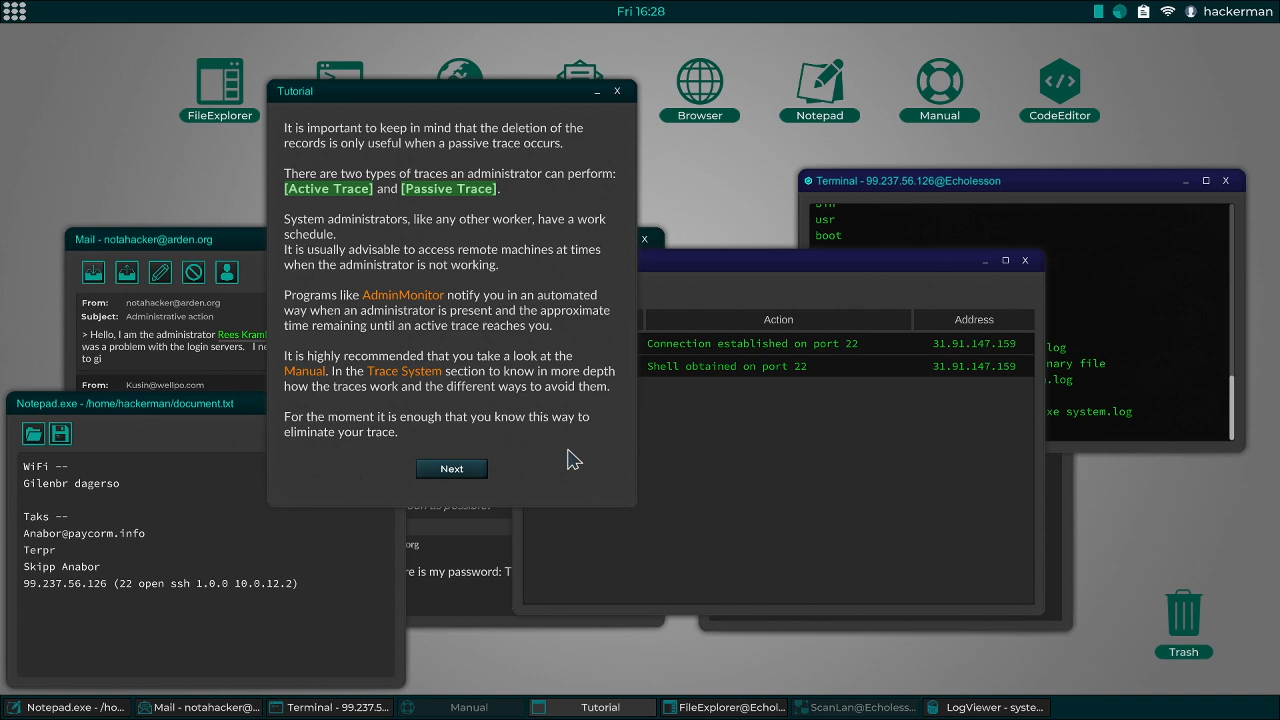 Fri 16:28
hackerman
FileExplorer
Browser
Notepad
Manual
CodeEditor
Tutorial
It is important to keep in mind that the deletion of the
records is only useful when a passive trace occurs.
There are two types of traces an administrator can perform:
[Active Trace] and [Passive Trace].
System administrators, like any other worker, have a work
schedule.
It is usually advisable to access remote machines at times
when the administrator is not working.
Programs like AdminMonitor notify you in an automated
way when an administrator is present and the approximate
time remaining until an active trace reaches you.
It is highly recommended that you take a look at the
Manual. In the Trace System section to know in more depth
how the traces work and the different ways to avoid them.
For the moment it is enough that you know this way to
eliminate your trace.
Next
Terminal - 99.237.56.126@Echolesson
usr
boot
log
binary file
.log
xe system.log
Mail - notahacker@arden.org
From: notahacker@arden.org
Subject: Administrative action
> Hello, I am the administrator Rees Kram
was a problem with the login servers. I ne
to gi
From: Kusin@wellpo.com
Action Address
Connection established on port 22 31.91.147.159
Shell obtained on port 22 31.91.147.159
Notepad.exe - /home/hackerman/document.txt
WiFi --
Gilenbr dagerso
Taks --
Anabor@paycorm.info
Terpr
Skipp Anabor
99.237.56.126 (22 open ssh 1.0.0 10.0.12.2)
soon as possible?
org
re is my password: T
Trash
Notepad.exe - /ho...
Mail - notahacker@...
Terminal - 99.237.5...
Manual
Tutorial
FileExplorer@Echol...
ScanLan@Echoless...
LogViewer - syste...